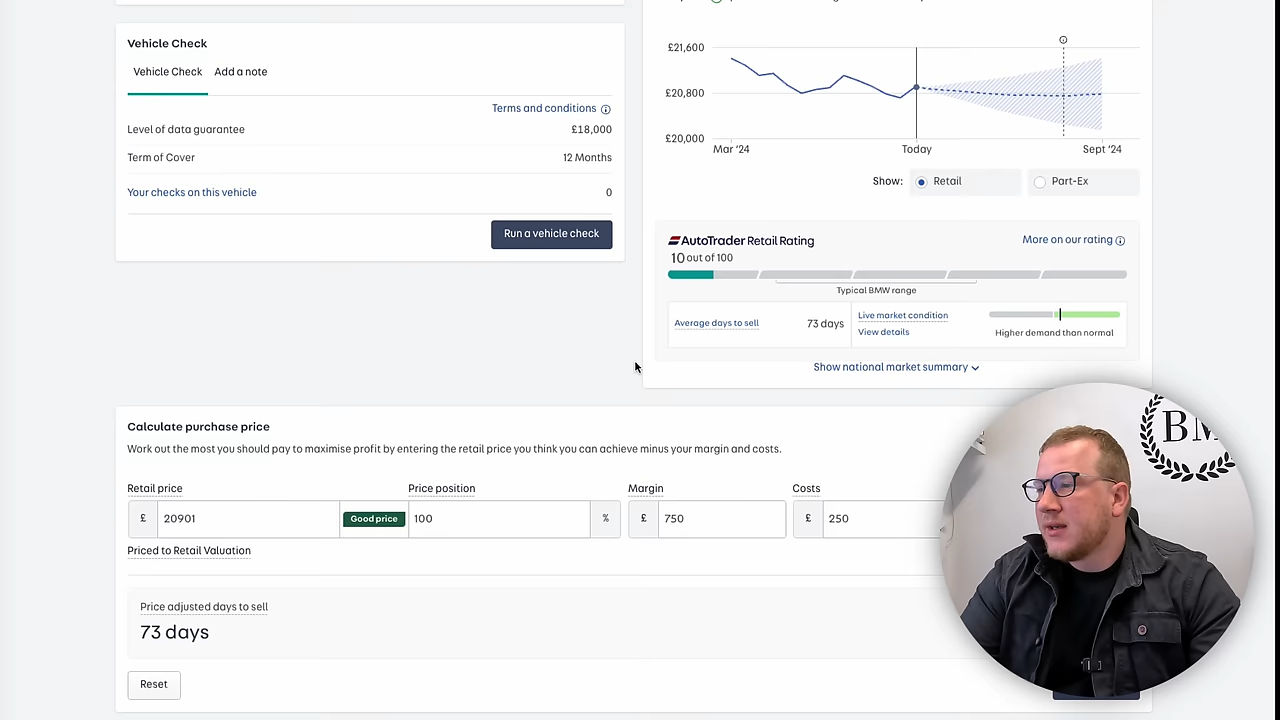 Vehicle Check
Vehicle Check
Add a note
Terms and conditions
Level of data guarantee
£18,000
Term of Cover
12 Months
Your checks on this vehicle
0
Run a vehicle check
£21,600
£20,800
£20,000
Mar '24
Today
Sept '24
Show:
Retail
Part-Ex
AutoTrader Retail Rating
More on our rating
10 out of 100
Typical BMW range
Average days to sell
73 days
Live market condition
View details
Higher demand than normal
Show national market summary
Calculate purchase price
Work out the most you should pay to maximise profit by entering the retail price you think you can achieve minus your margin and costs.
Retail price
Price position
Margin
Costs
£ 20901
Good price
100 %
£ 750
£ 250
Priced to Retail Valuation
Price adjusted days to sell
73 days
Reset